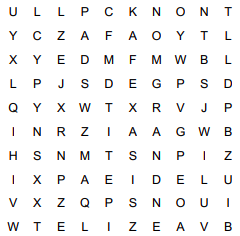 U L L P C K N O N T
Y C Z A F A O Y T L
X Y E D M F M W B L
L P J S D E G P S D
Q Y X W T X R V J P
I N R Z I A A G W B
H S N M T S N P I Z
I X P A E I D E L U
V X Z Q P S N O U I
W T E L I Z E A V B